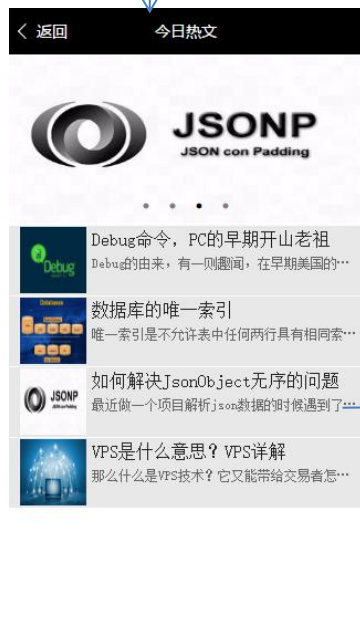 返回
今日热文
JSONP
JSON con Padding
Debug
Debug命令，PC的早期开山老祖
Debug的由来，有一则趣闻，在早期美国的…
Database
数据库的唯一索引
唯一索引是不允许表中任何两行具有相同索…
JSONP
如何解决JsonObject无序的问题
最近做一个项目解析json数据的时候遇到了…
VPS是什么意思？VPS详解
那么什么是VPS技术？它又能带给交易者怎…